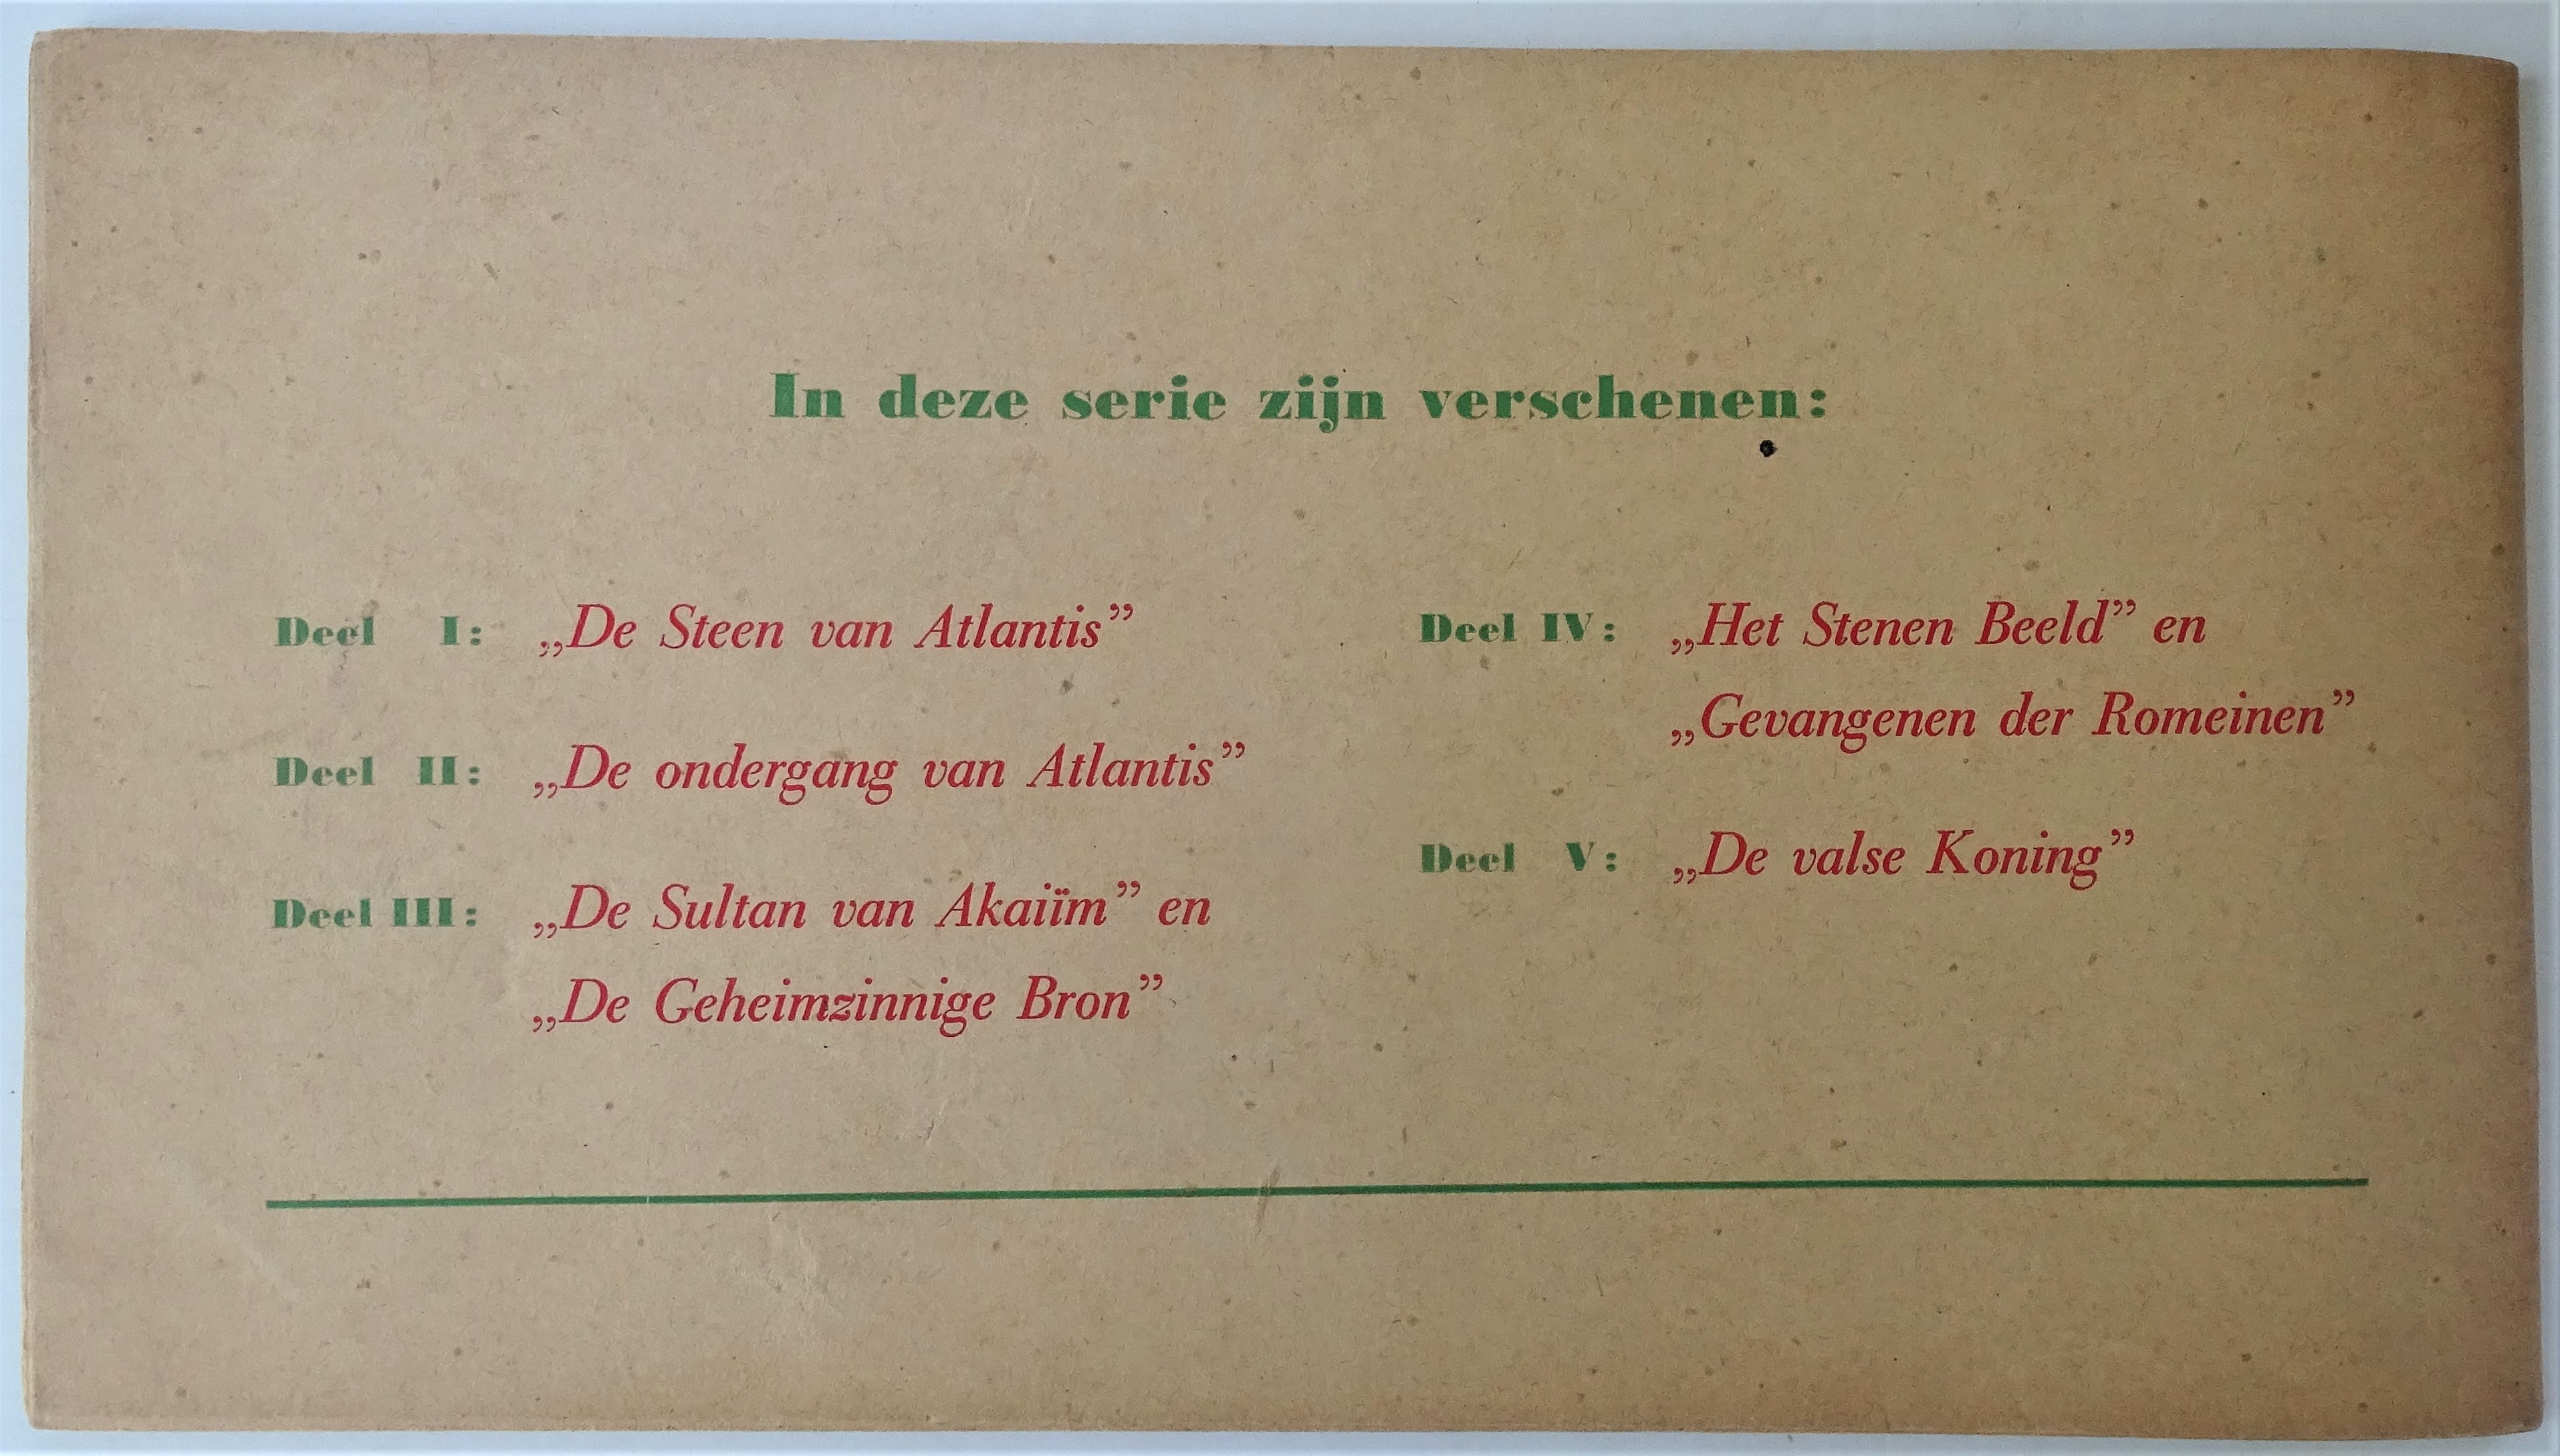 In deze serie zijn verschenen:
Deel I: „De Steen van Atlantis”
Deel II: „De ondergang van Atlantis”
Deel III: „De Sultan van Akaiïm” en
„De Geheimzinnige Bron”
Deel IV: „Het Stenen Beeld” en
„Gevangenen der Romeinen”
Deel V: „De valse Koning”